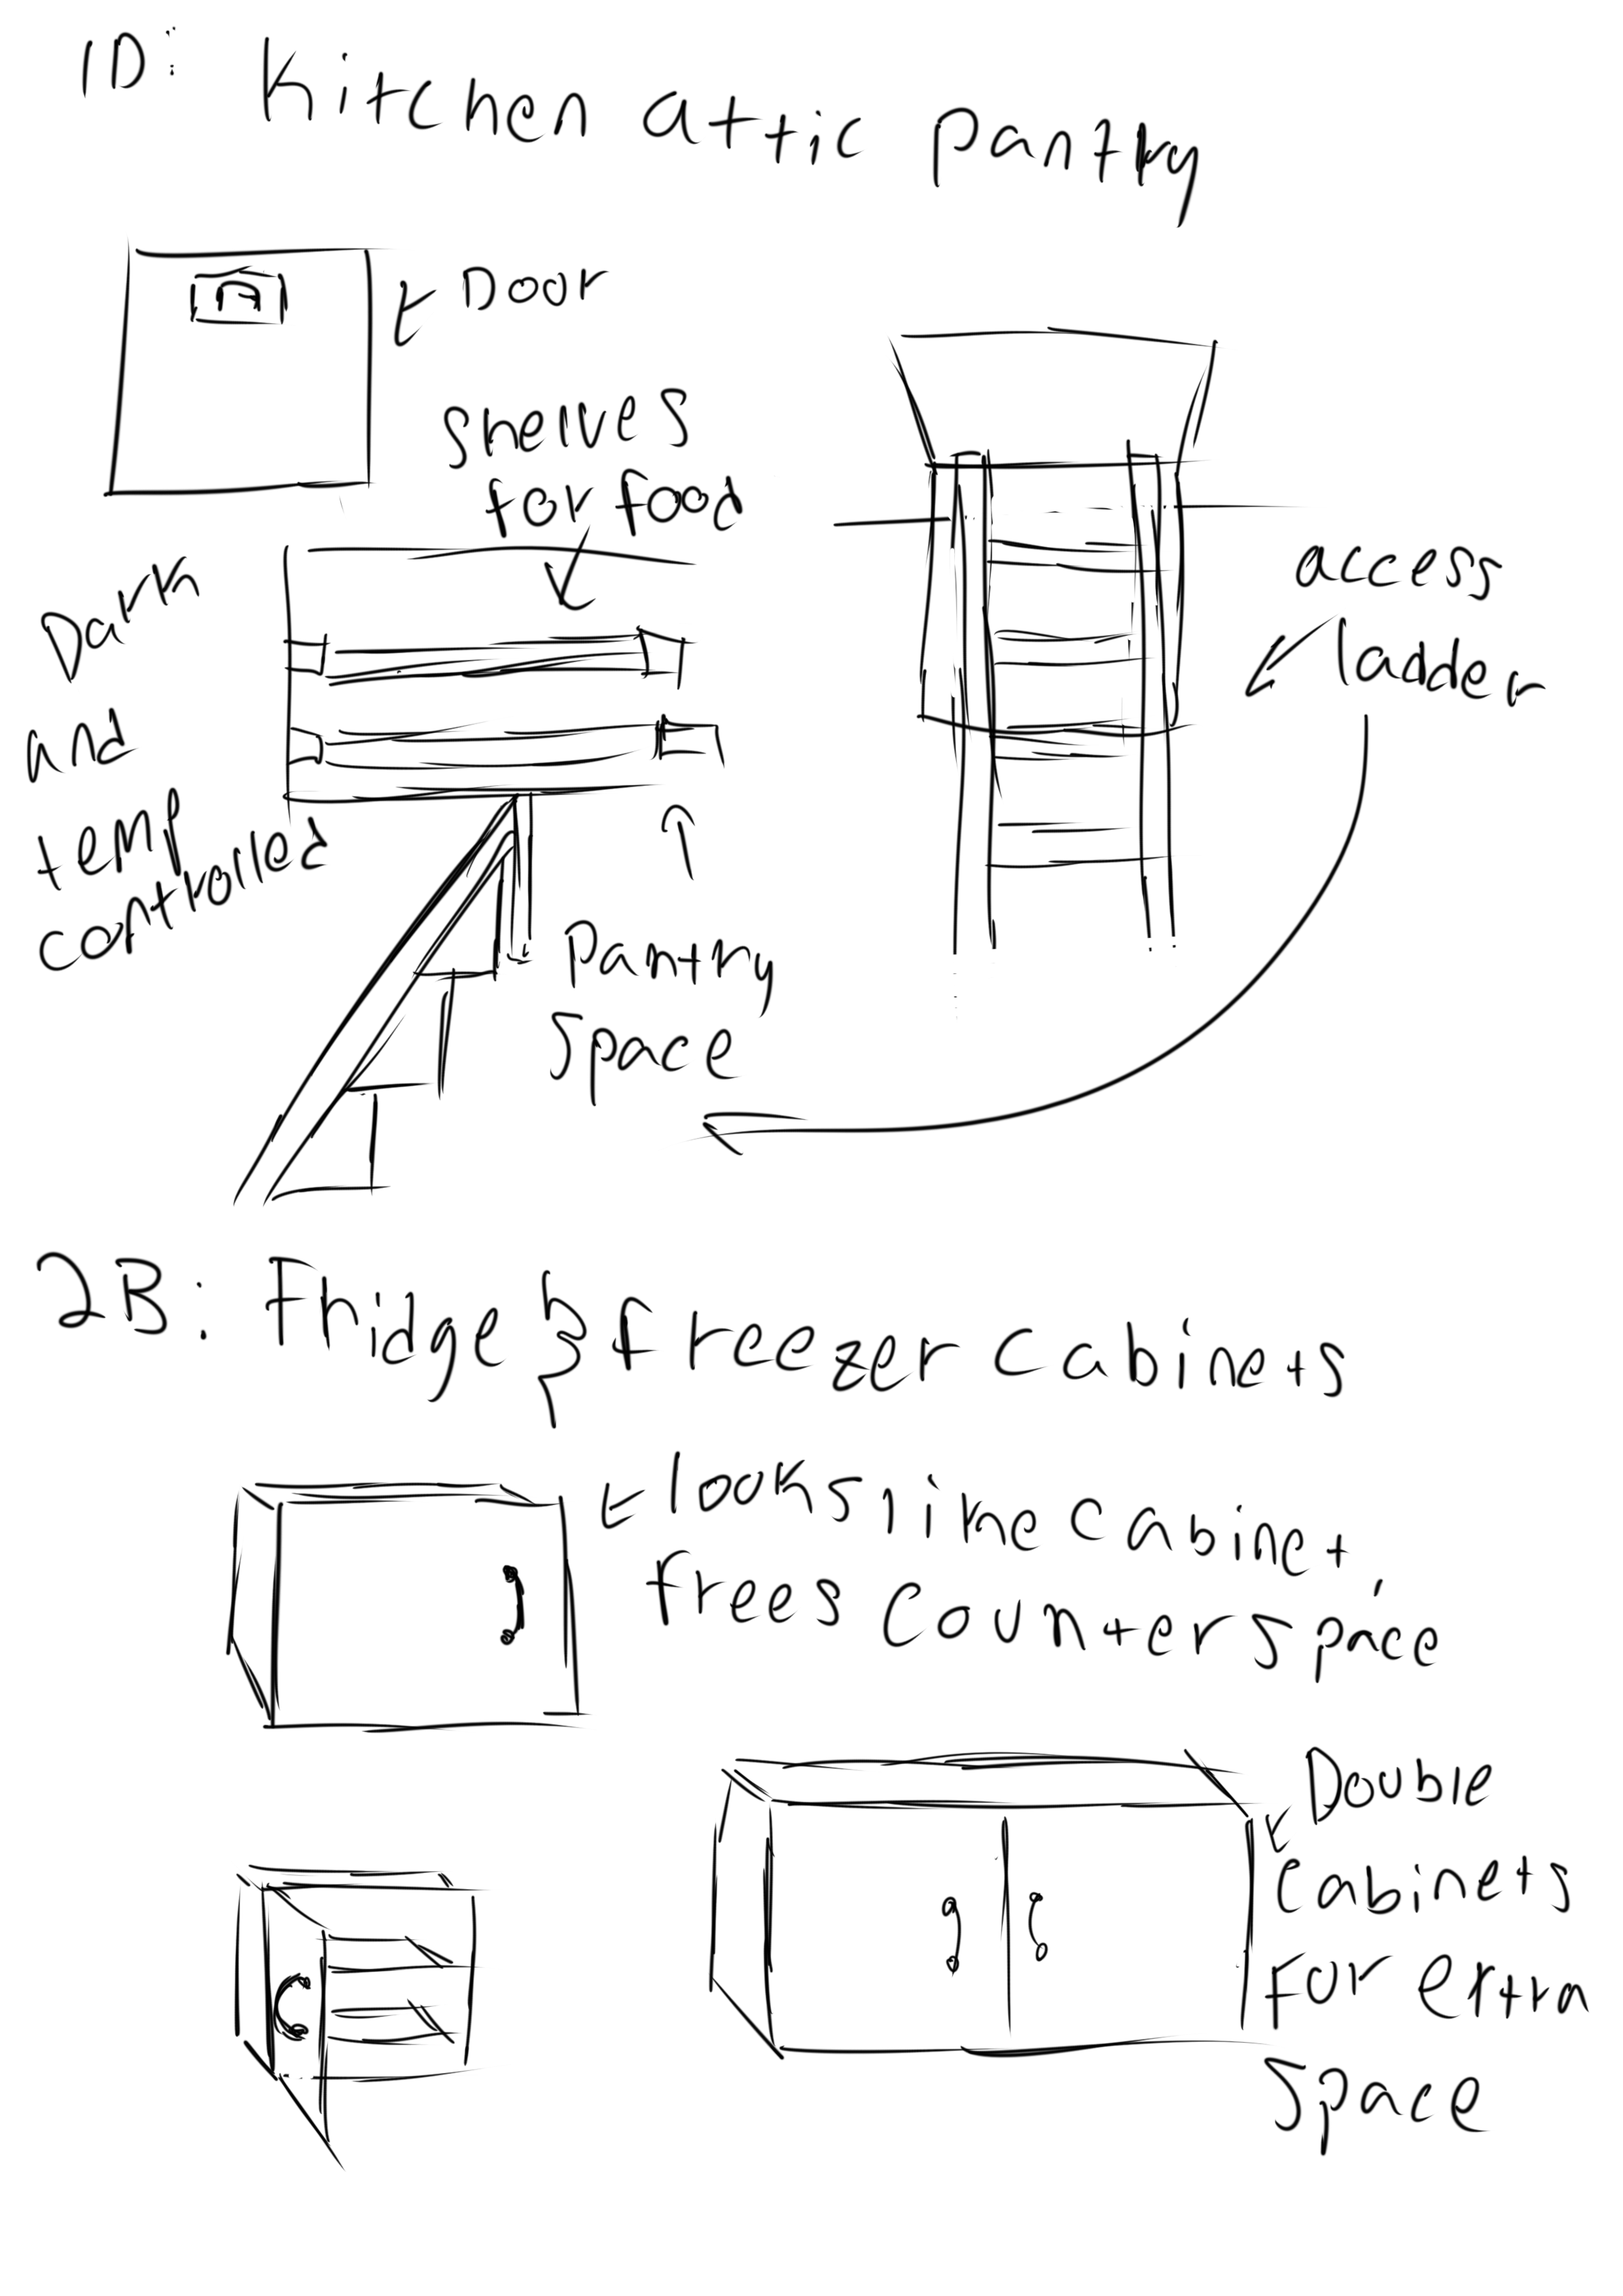 1D: Kitchen attic pantry
Door
Shelves
for food
Dark
and
temp
controlled
access
ladder
Pantry
Space
2B: Fridge & freezer cabinets
looks like cabinet,
frees counter space
Double
cabinets
For extra
Space